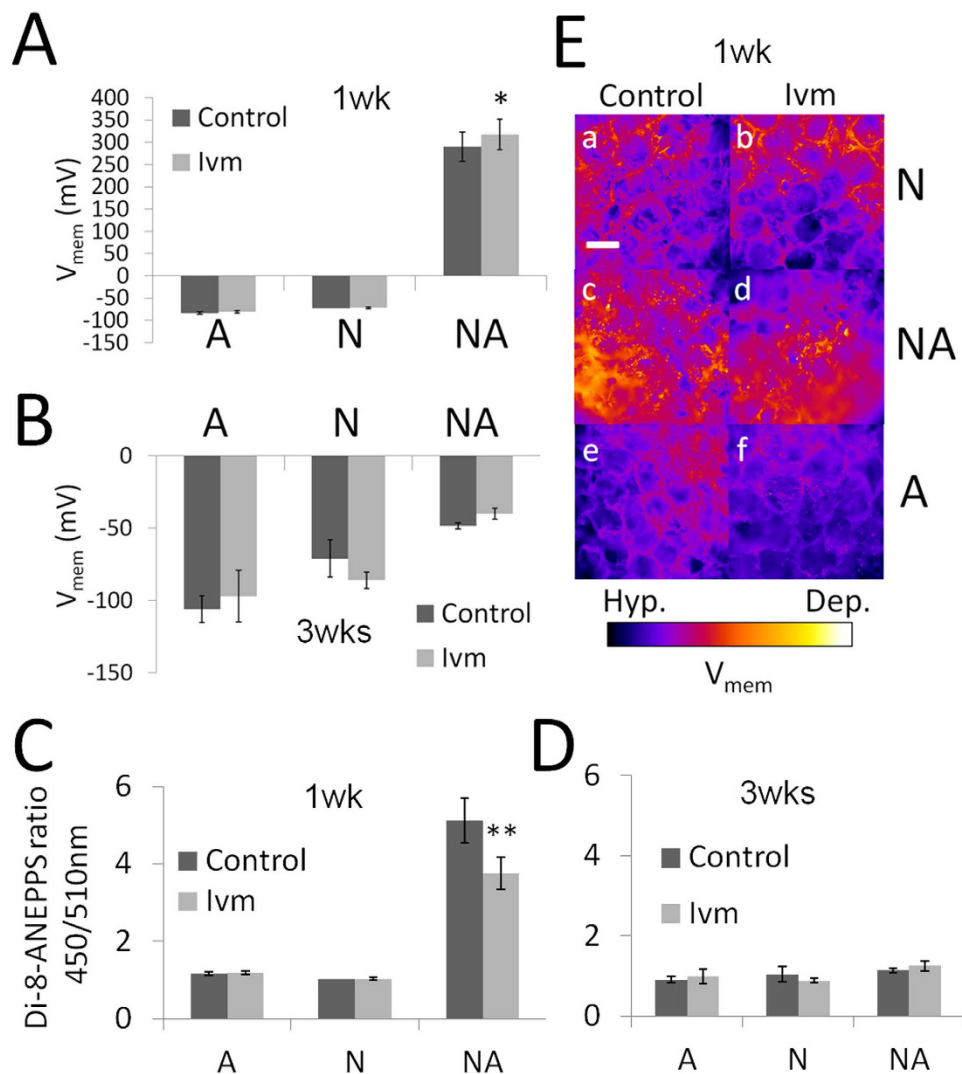 A
1wk
Control
Ivm
*
400
350
300
250
200
150
100
50
0
-50
-100
-150
Vmem (mV)
A N NA
B
A N NA
0
-50
-100
-150
Vmem (mV)
3wks
Control
Ivm
C
1wk
Control
Ivm
**
6
4
2
0
Di-8-ANEPPS ratio
450/510nm
A N NA
D
3wks
Control
Ivm
6
5
4
3
2
1
0
A N NA
E
1wk
Control Ivm
a b N
c d NA
e f A
Hyp. Dep.
Vmem